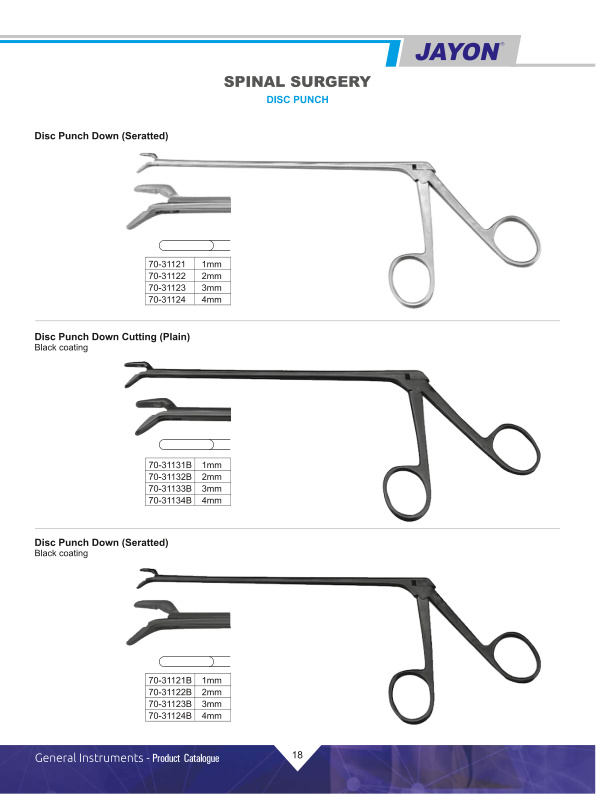 JAYON®
SPINAL SURGERY
DISC PUNCH
Disc Punch Down (Seratted)
70-31121 1mm
70-31122 2mm
70-31123 3mm
70-31124 4mm
Disc Punch Down Cutting (Plain)
Black coating
70-31131B 1mm
70-31132B 2mm
70-31133B 3mm
70-31134B 4mm
Disc Punch Down (Seratted)
Black coating
70-31121B 1mm
70-31122B 2mm
70-31123B 3mm
70-31124B 4mm
General Instruments - Product Catalogue
18